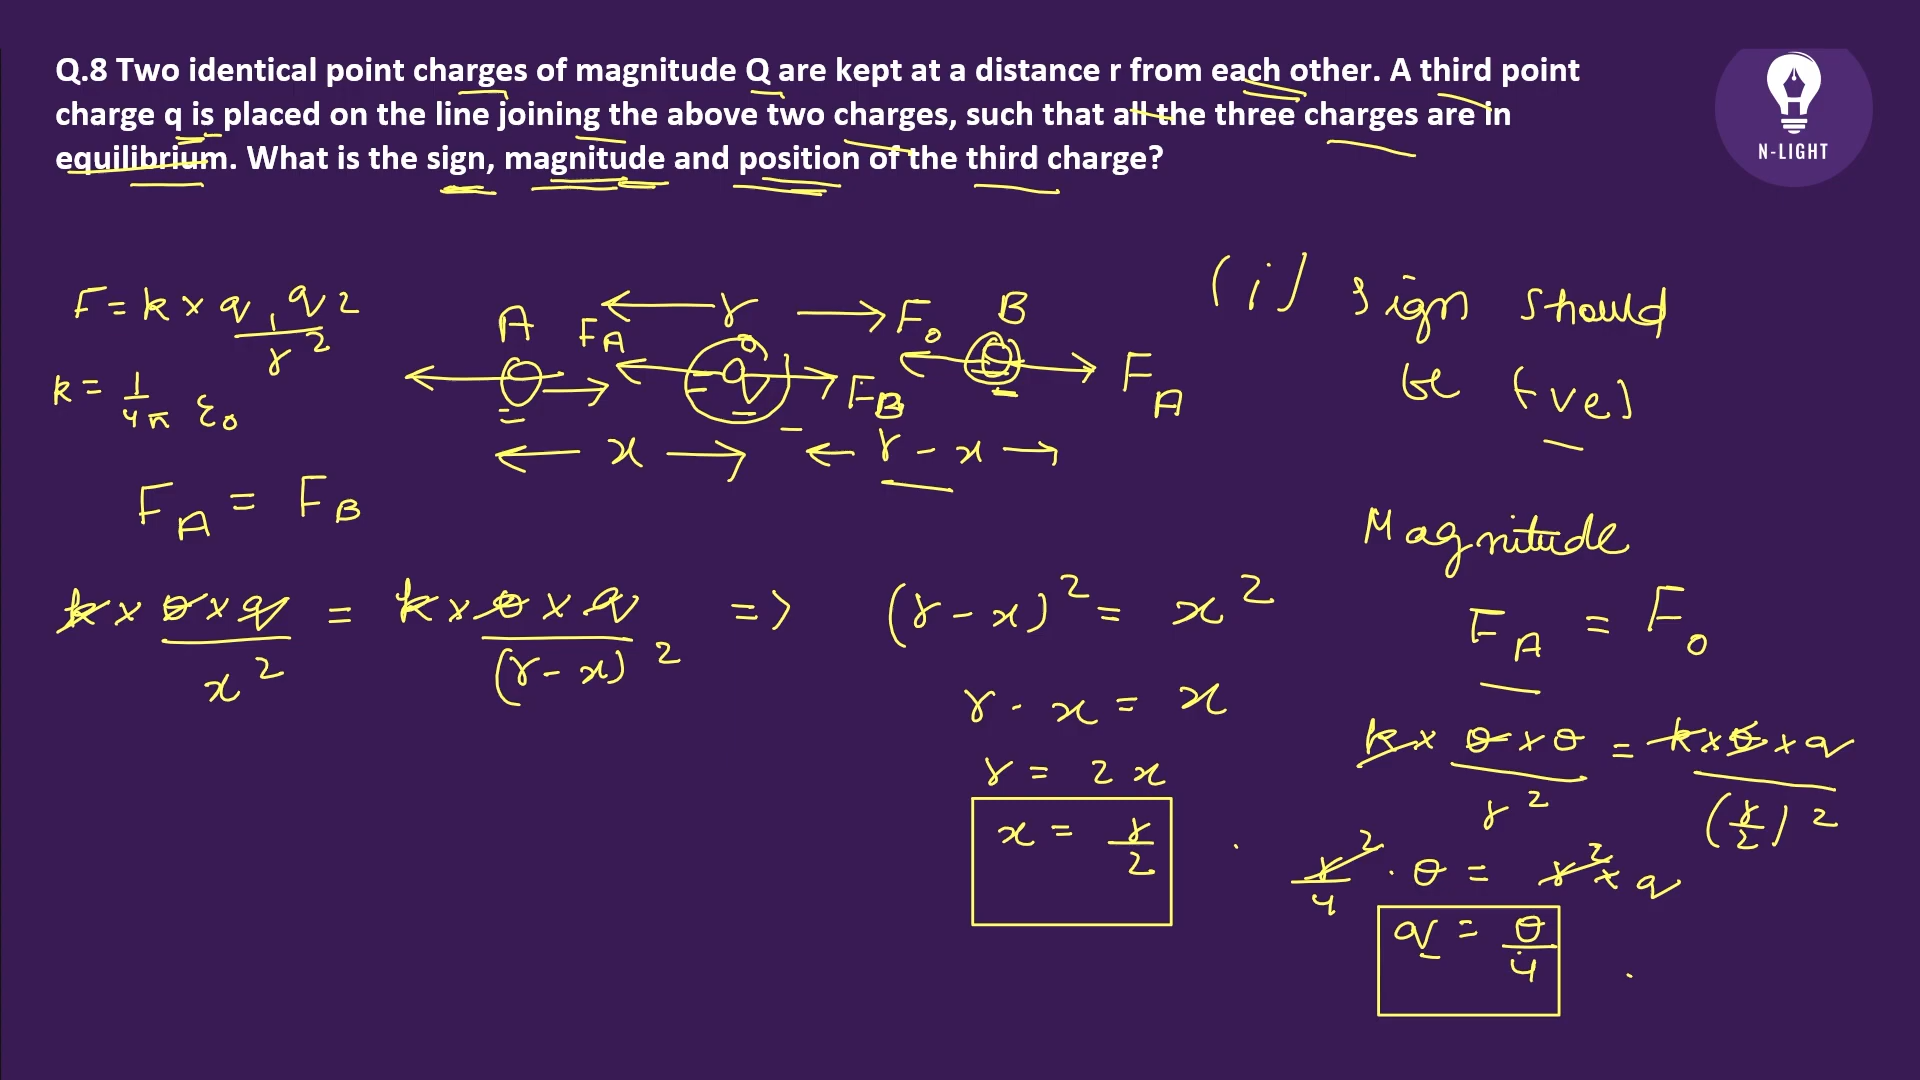 Q.8 Two identical point charges of magnitude Q are kept at a distance r from each other. A third point
charge q is placed on the line joining the above two charges, such that all the three charges are in
equilibrium. What is the sign, magnitude and position of the third charge?
N-LIGHT
F = k × q1 q2 / r²
k = 1/4π ε0
A FA r F0 B
q FB Q FA
x r - x
(i) Sign should
be +ve)
FA = FB
k × Q × q / x² = k × Q × q / (r - x)² => (r - x)² = x²
r - x = x
r = 2x
x = r/2
Magnitude
FA = F0
k × Q × Q / r² = k × Q × q / (r/2)²
r²/4 . Q = r² × q
q = Q/4